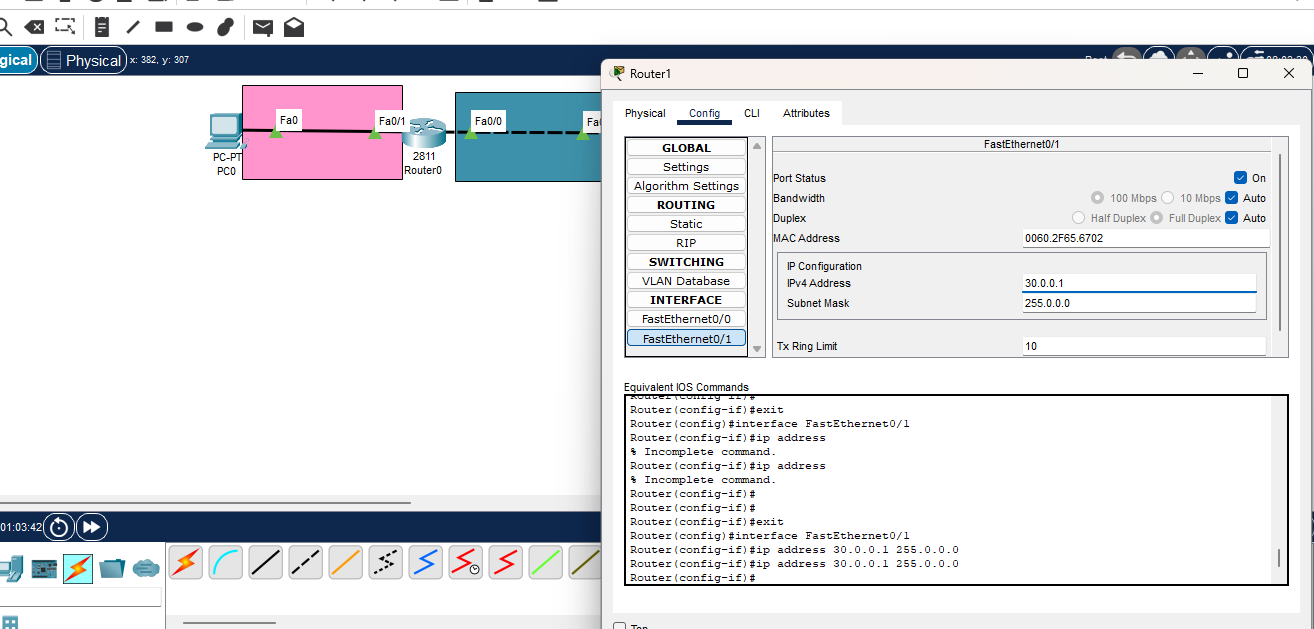 gical
Physical
x: 382, y: 307
Fa0
Fa0/1
Fa0/0
PC-PT
PC0
2811
Router0
01:03:42
Router1
Physical
Config
CLI
Attributes
GLOBAL
Settings
Algorithm Settings
ROUTING
Static
RIP
SWITCHING
VLAN Database
INTERFACE
FastEthernet0/0
FastEthernet0/1
FastEthernet0/1
Port Status On
Bandwidth 100 Mbps 10 Mbps Auto
Duplex Half Duplex Full Duplex Auto
MAC Address 0060.2F65.6702
IP Configuration
IPv4 Address 30.0.0.1
Subnet Mask 255.0.0.0
Tx Ring Limit 10
Equivalent IOS Commands
Router(config-if)#
Router(config-if)#exit
Router(config)#interface FastEthernet0/1
Router(config-if)#ip address
% Incomplete command.
Router(config-if)#ip address
% Incomplete command.
Router(config-if)#
Router(config-if)#
Router(config-if)#exit
Router(config)#interface FastEthernet0/1
Router(config-if)#ip address 30.0.0.1 255.0.0.0
Router(config-if)#ip address 30.0.0.1 255.0.0.0
Router(config-if)#
Top